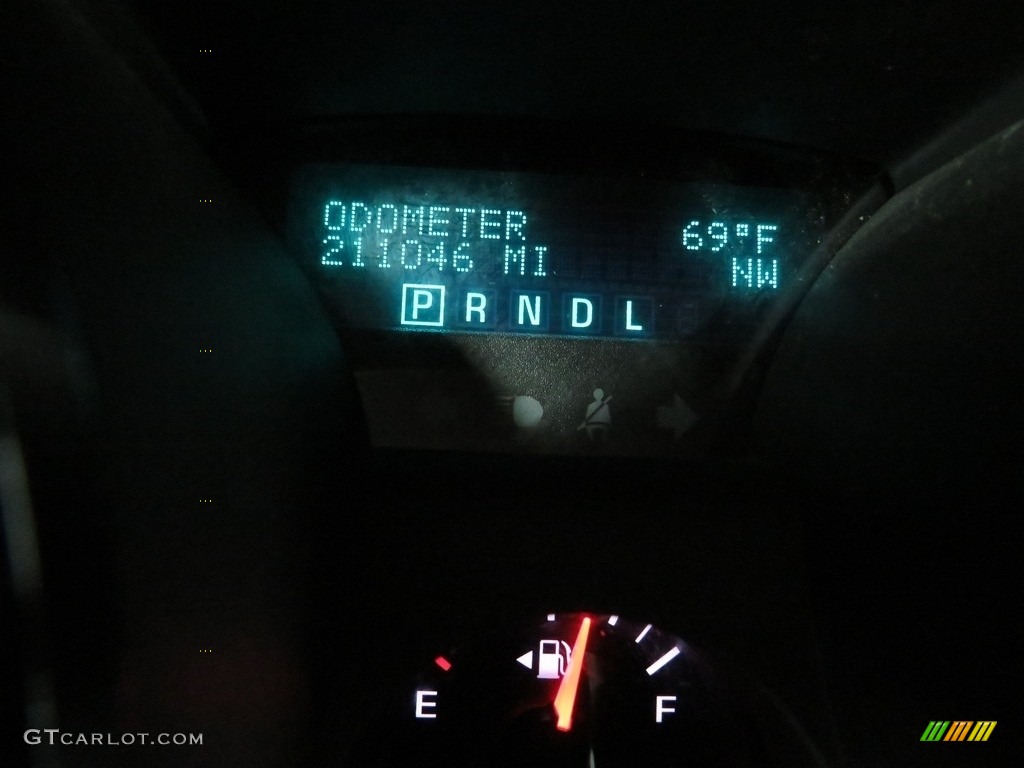 ODOMETER 69°F
211046 MI NW
P R N D L
E F
GTCARLOT.COM